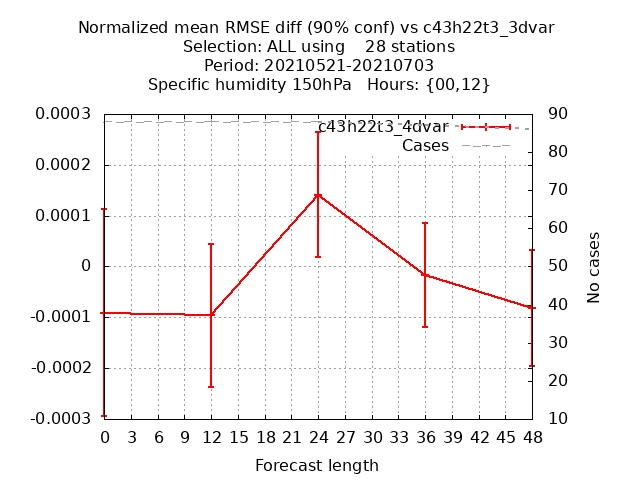 Normalized mean RMSE diff (90% conf) vs c43h22t3_3dvar
Selection: ALL using    28 stations
Period: 20210521-20210703
Specific humidity 150hPa   Hours: {00,12}
c43h22t3_4dvar
Cases
0.0003
0.0002
0.0001
0
-0.0001
-0.0002
-0.0003
90
80
70
60
50
40
30
20
10
No cases
0 3 6 9 12 15 18 21 24 27 30 33 36 39 42 45 48
Forecast length